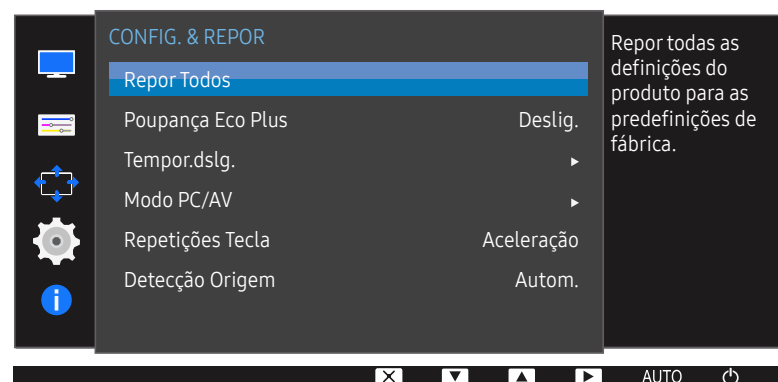 CONFIG. & REPOR
Repor Todos
Poupança Eco Plus Deslig.
Tempor.dslg.
Modo PC/AV
Repetições Tecla Aceleração
Detecção Origem Autom.
Repor todas as
definições do
produto para as
predefinições de
fábrica.
AUTO